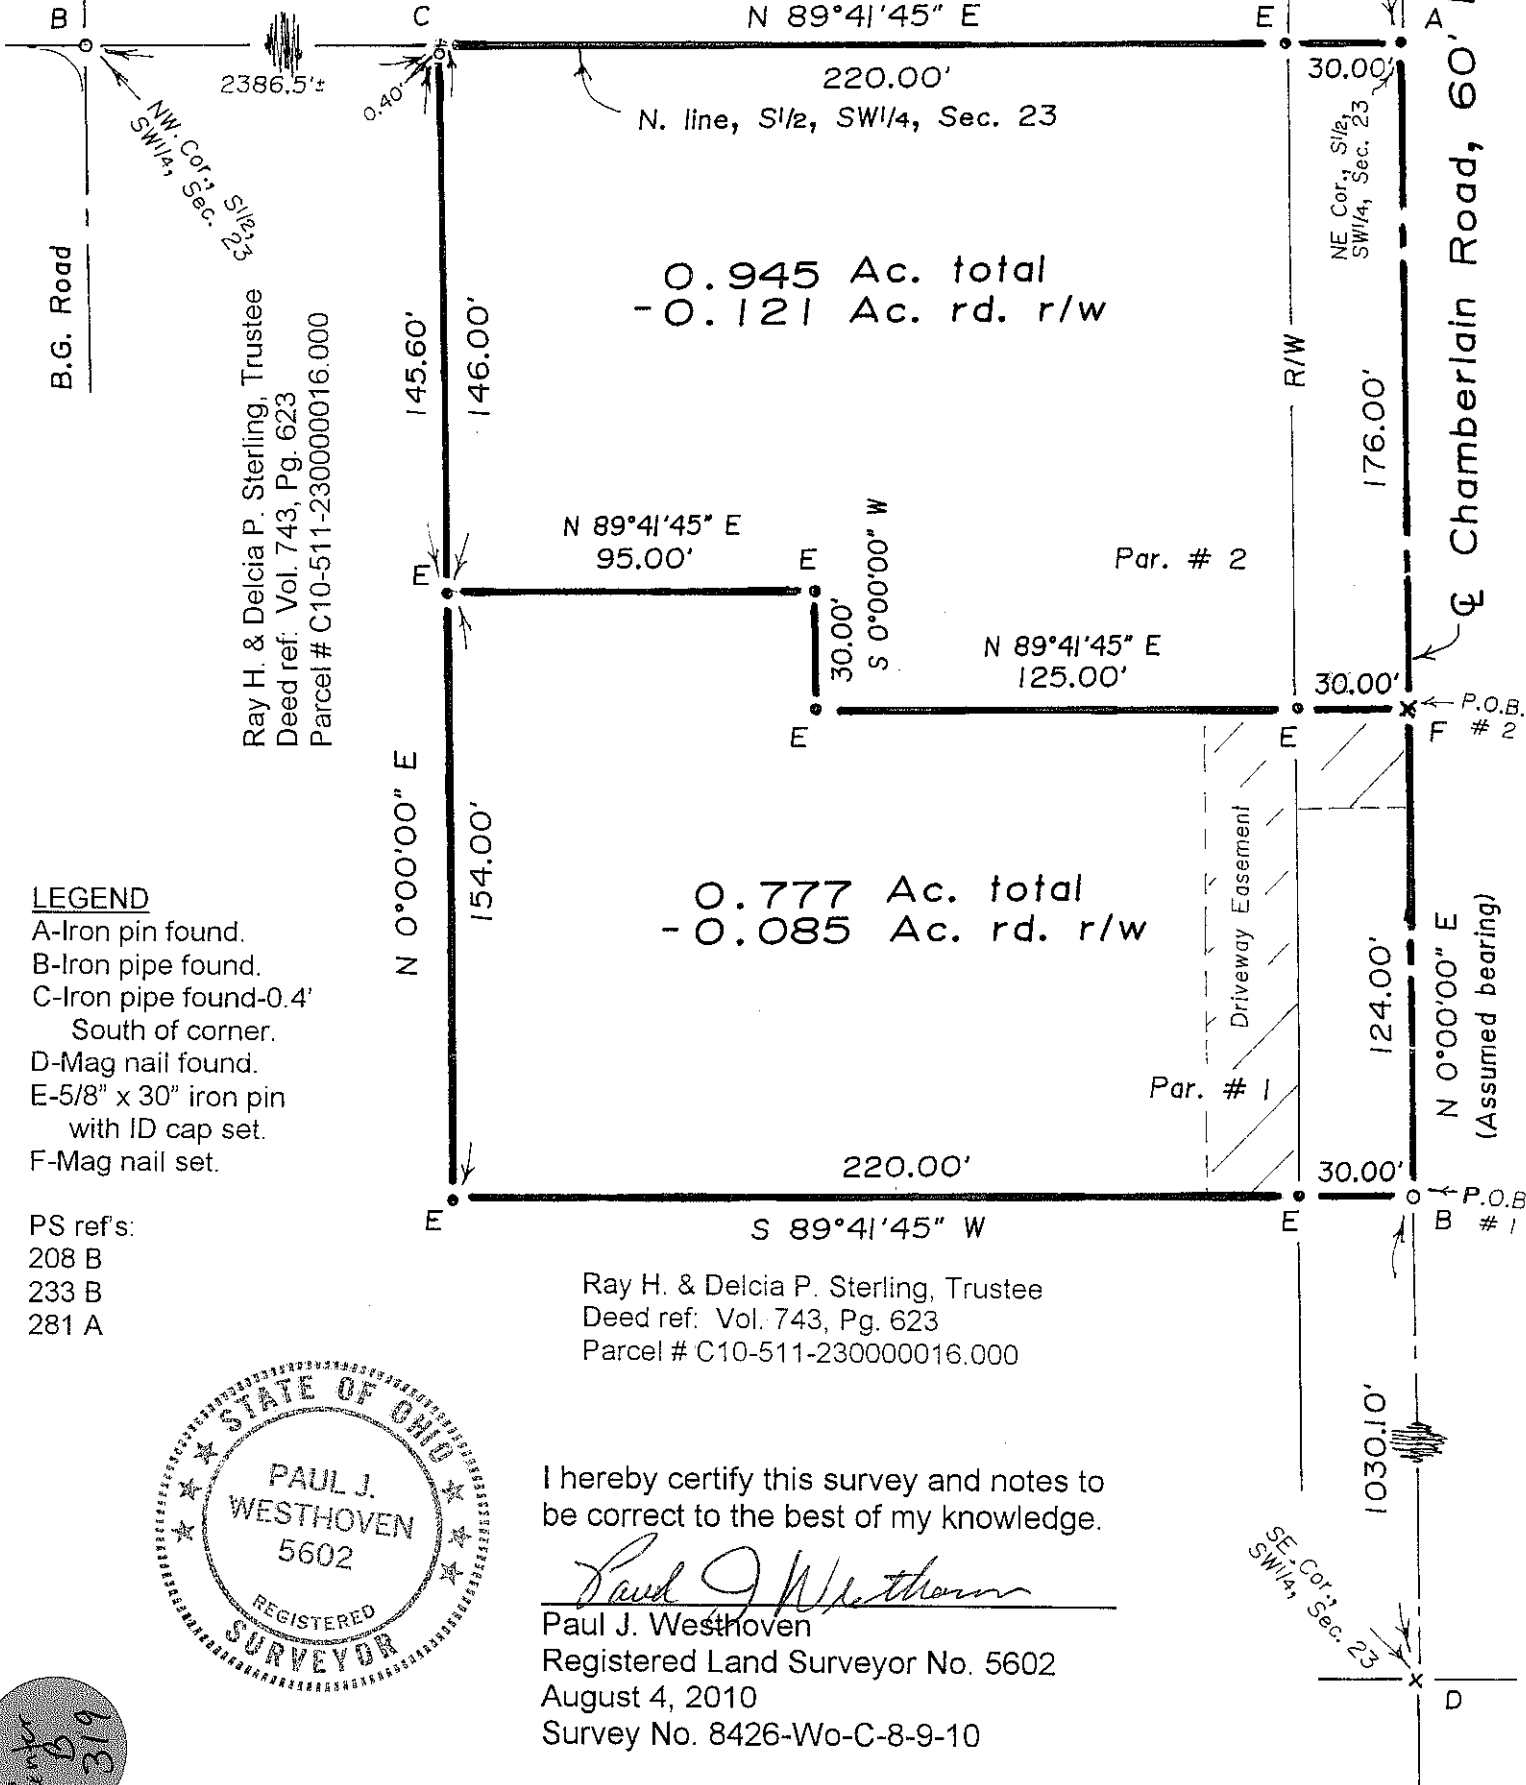 B
C
N 89°41'45" E
E
A
2386.5'±
0.40'
220.00'
30.00'
N. line, S1/2, SW1/4, Sec. 23
NW. Cor., S1/2,
SW1/4, Sec. 23
NE Cor., S1/2,
SW1/4, Sec. 23
Chamberlain Road, 60'
B.G. Road
0.945 Ac. total
-0.121 Ac. rd. r/w
Ray H. & Delcia P. Sterling, Trustee
Deed ref: Vol. 743, Pg. 623
Parcel # C10-511-230000016.000
145.60'
146.00'
R/W
176.00'
N 89°41'45" E
95.00'
E
E
30.00'
S 0°00'00" W
Par. # 2
N 89°41'45" E
125.00'
30.00'
P.O.B.
# 2
E
E
F
N 0°00'00" E
154.00'
0.777 Ac. total
-0.085 Ac. rd. r/w
Driveway Easement
124.00'
N 0°00'00" E
(Assumed bearing)
LEGEND
A-Iron pin found.
B-Iron pipe found.
C-Iron pipe found-0.4'
South of corner.
D-Mag nail found.
E-5/8" x 30" iron pin
with ID cap set.
F-Mag nail set.
Par. # 1
220.00'
30.00'
P.O.B
# 1
E
S 89°41'45" W
E
B
PS ref's:
208 B
233 B
281 A
Ray H. & Delcia P. Sterling, Trustee
Deed ref: Vol. 743, Pg. 623
Parcel # C10-511-230000016.000
1030.10'
STATE OF OHIO
PAUL J.
WESTHOVEN
5602
REGISTERED
SURVEYOR
I hereby certify this survey and notes to
be correct to the best of my knowledge.
Paul J Westhoven
Paul J. Westhoven
Registered Land Surveyor No. 5602
August 4, 2010
Survey No. 8426-Wo-C-8-9-10
SE. Cor.,
SW1/4, Sec. 23
D
B
319